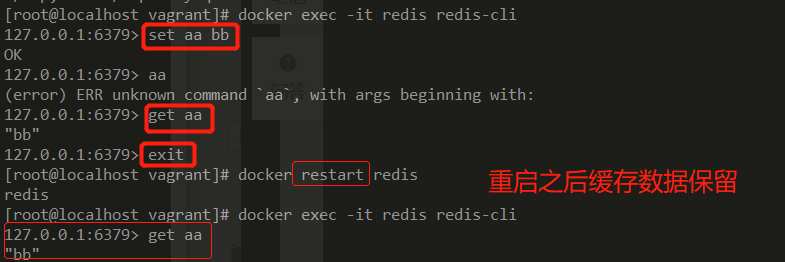 [root@localhost vagrant]# docker exec -it redis redis-cli
127.0.0.1:6379> set aa bb
OK
127.0.0.1:6379> aa
(error) ERR unknown command `aa`, with args beginning with:
127.0.0.1:6379> get aa
"bb"
127.0.0.1:6379> exit
[root@localhost vagrant]# docker restart redis
redis
重启之后缓存数据保留
[root@localhost vagrant]# docker exec -it redis redis-cli
127.0.0.1:6379> get aa
"bb"